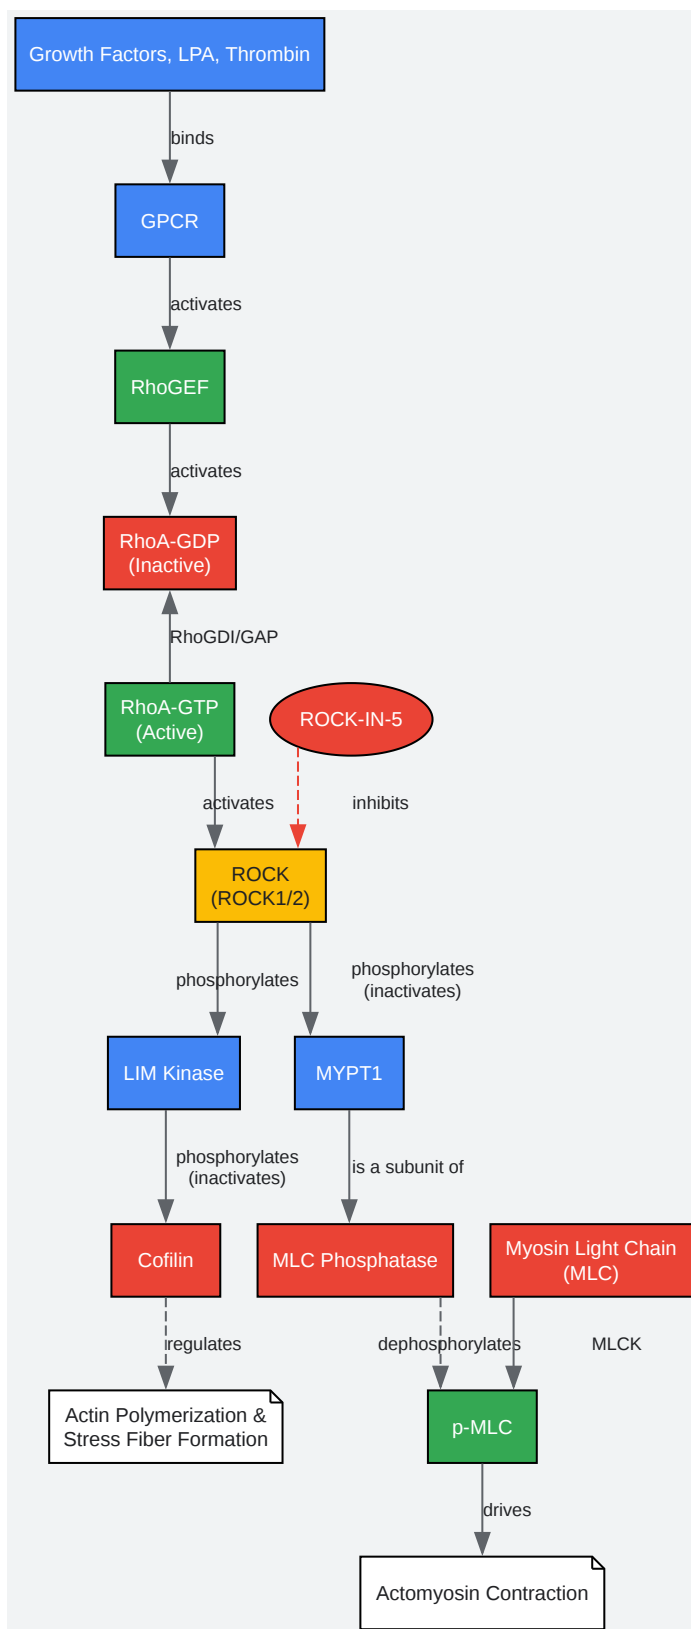 Growth Factors, LPA, Thrombin
binds
GPCR
activates
RhoGEF
activates
RhoA-GDP
(Inactive)
RhoGDI/GAP
RhoA-GTP
(Active)
ROCK-IN-5
activates
inhibits
ROCK
(ROCK1/2)
phosphorylates
phosphorylates
(inactivates)
LIM Kinase
MYPT1
phosphorylates
(inactivates)
is a subunit of
Cofilin
MLC Phosphatase
Myosin Light Chain
(MLC)
regulates
dephosphorylates
MLCK
Actin Polymerization &
Stress Fiber Formation
p-MLC
drives
Actomyosin Contraction